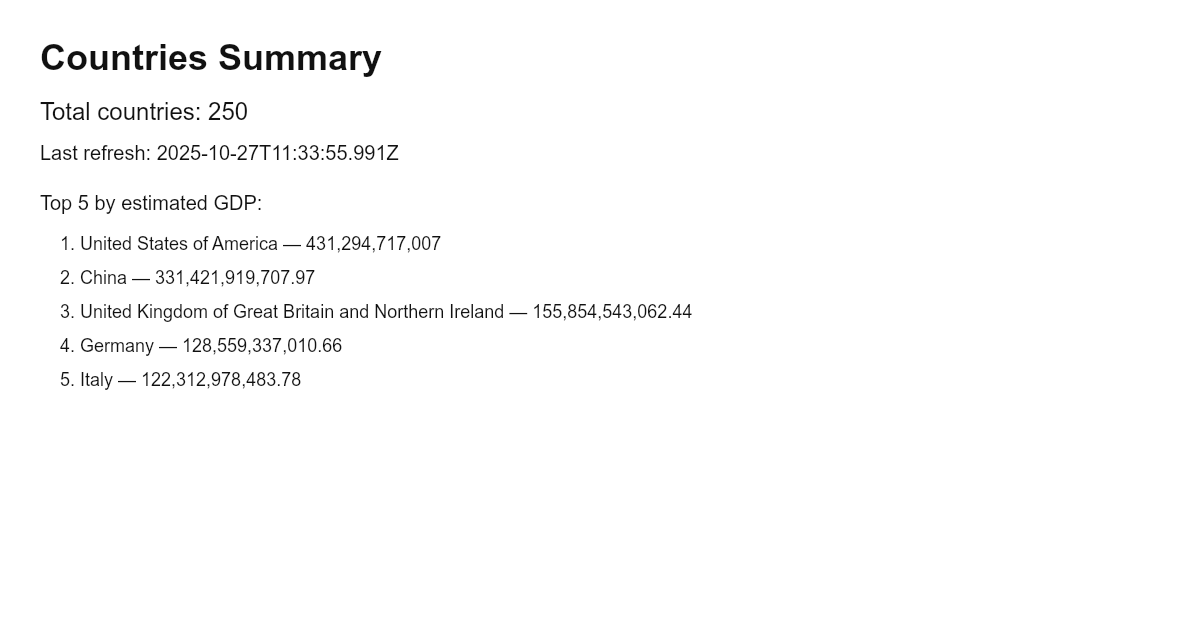 Countries Summary
Total countries: 250
Last refresh: 2025-10-27T11:33:55.991Z
Top 5 by estimated GDP:
1. United States of America — 431,294,717,007
2. China — 331,421,919,707.97
3. United Kingdom of Great Britain and Northern Ireland — 155,854,543,062.44
4. Germany — 128,559,337,010.66
5. Italy — 122,312,978,483.78